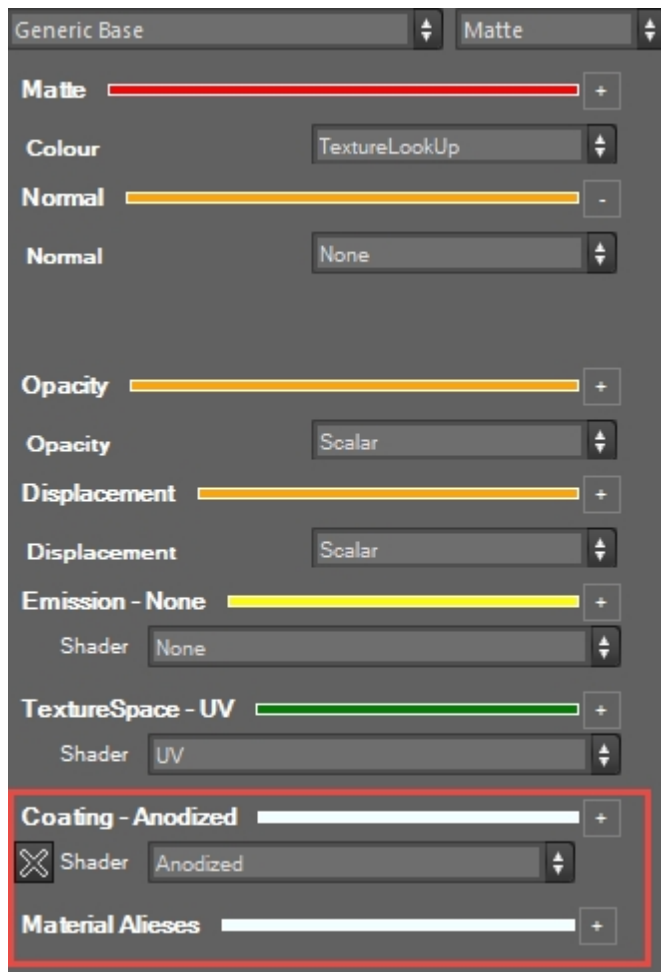 Generic Base Matte
Matte +
Colour TextureLookUp
Normal -
Normal None
Opacity +
Opacity Scalar
Displacement +
Displacement Scalar
Emission - None +
Shader None
TextureSpace - UV +
Shader UV
Coating - Anodized +
Shader Anodized
Material Alieses +